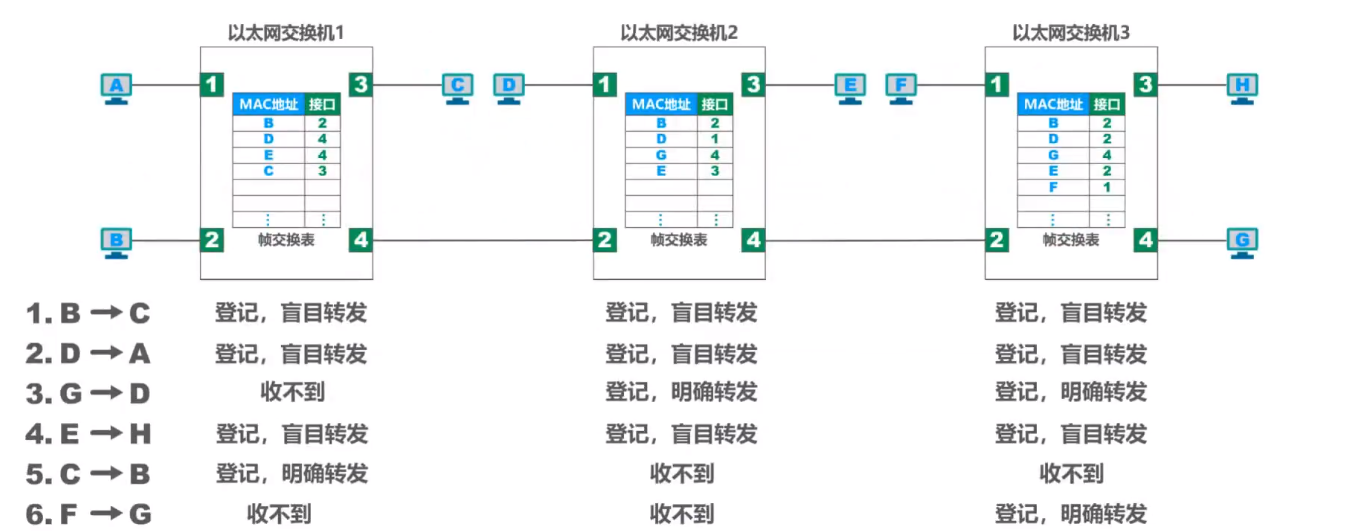 以太网交换机1 以太网交换机2 以太网交换机3
A 1 3 C D 1 3 E F 1 3 H
MAC地址 接口 MAC地址 接口 MAC地址 接口
B 2 B 2 B 2
D 4 D 1 D 2
E 4 G 4 G 4
C 3 E 3 E 2
F 1
⋮ ⋮ ⋮ ⋮ ⋮ ⋮
B 2 帧交换表 4 2 帧交换表 4 2 帧交换表 4 G
1. B → C 登记，盲目转发 登记，盲目转发 登记，盲目转发
2. D → A 登记，盲目转发 登记，盲目转发 登记，盲目转发
3. G → D 收不到 登记，明确转发 登记，明确转发
4. E → H 登记，盲目转发 登记，盲目转发 登记，盲目转发
5. C → B 登记，明确转发 收不到 收不到
6. F → G 收不到 收不到 登记，明确转发